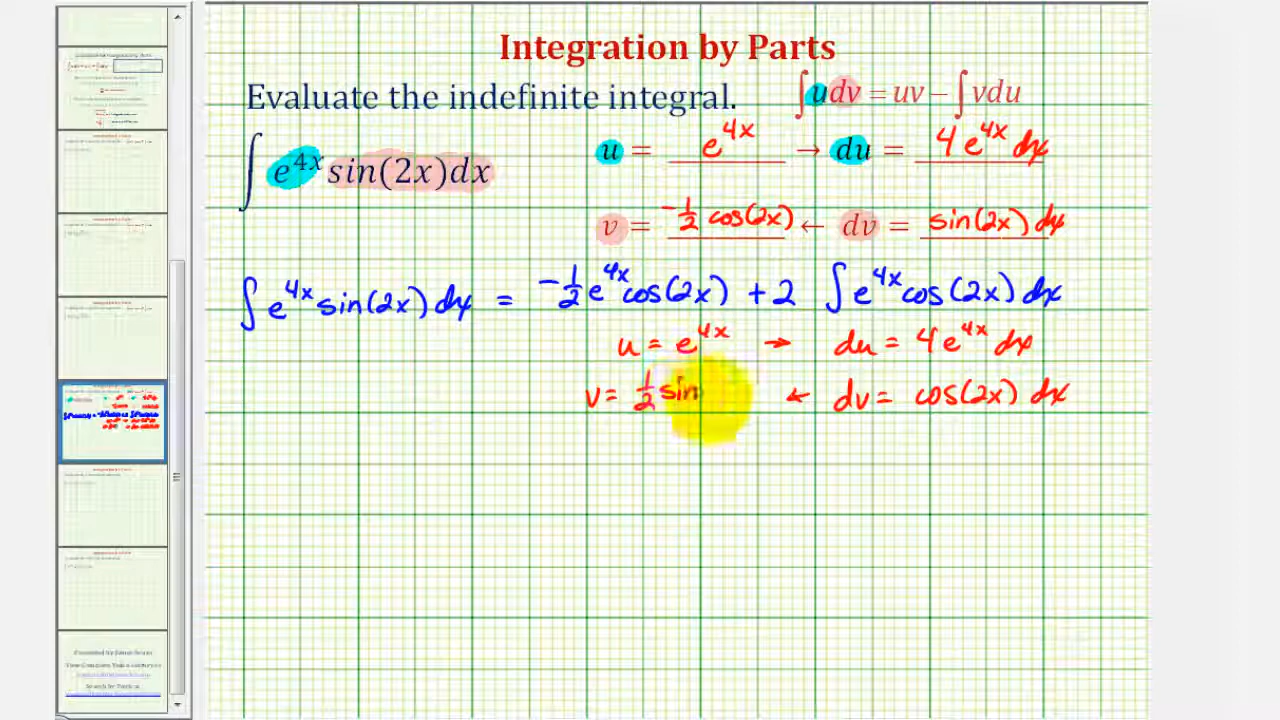 Integration by Parts
Evaluate the indefinite integral.
∫udv = uv − ∫vdu
∫ e^{4x} sin(2x)dx
u = e^{4x} → du = 4e^{4x} dx
v = -1/2 cos(2x) ← dv = sin(2x) dx
∫ e^{4x} sin(2x) dx = -1/2 e^{4x} cos(2x) + 2 ∫ e^{4x} cos(2x) dx
u = e^{4x} → du = 4e^{4x} dx
v = 1/2 sin ← dv = cos(2x) dx